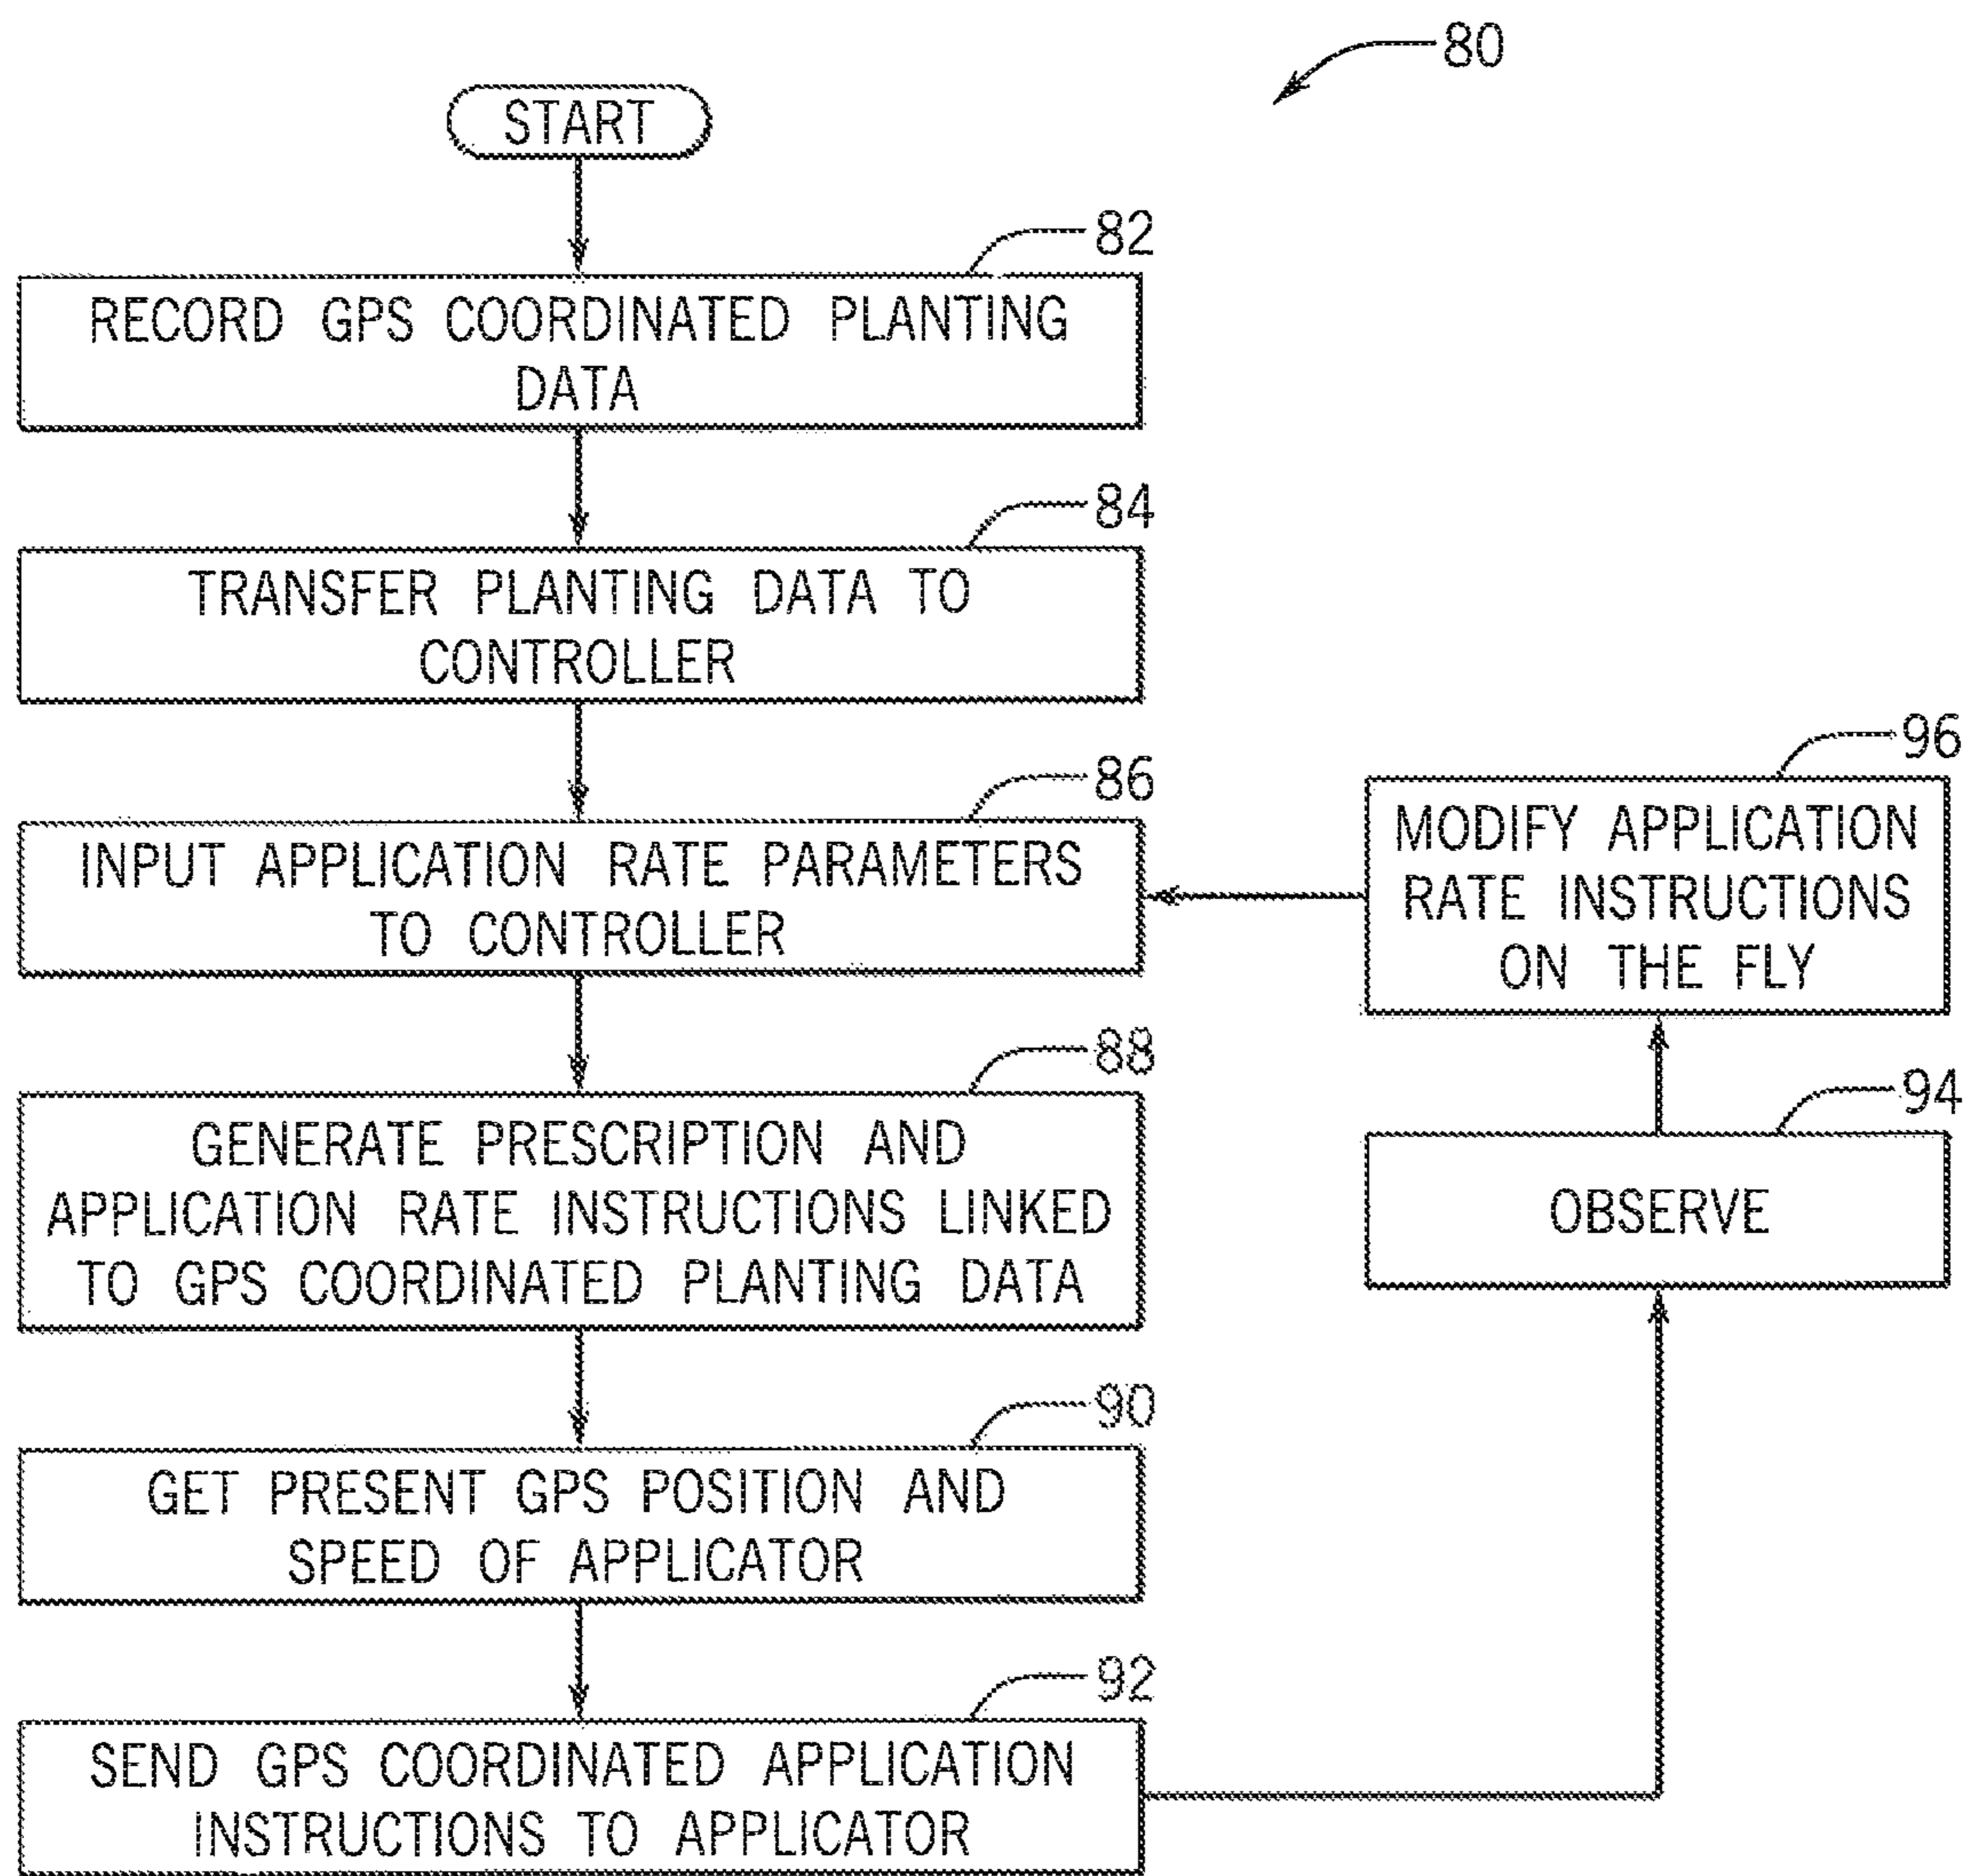 80
START
82
RECORD GPS COORDINATED PLANTING
DATA
84
TRANSFER PLANTING DATA TO
CONTROLLER
86
INPUT APPLICATION RATE PARAMETERS
TO CONTROLLER
96
MODIFY APPLICATION
RATE INSTRUCTIONS
ON THE FLY
88
GENERATE PRESCRIPTION AND
APPLICATION RATE INSTRUCTIONS LINKED
TO GPS COORDINATED PLANTING DATA
94
OBSERVE
90
GET PRESENT GPS POSITION AND
SPEED OF APPLICATOR
92
SEND GPS COORDINATED APPLICATION
INSTRUCTIONS TO APPLICATOR